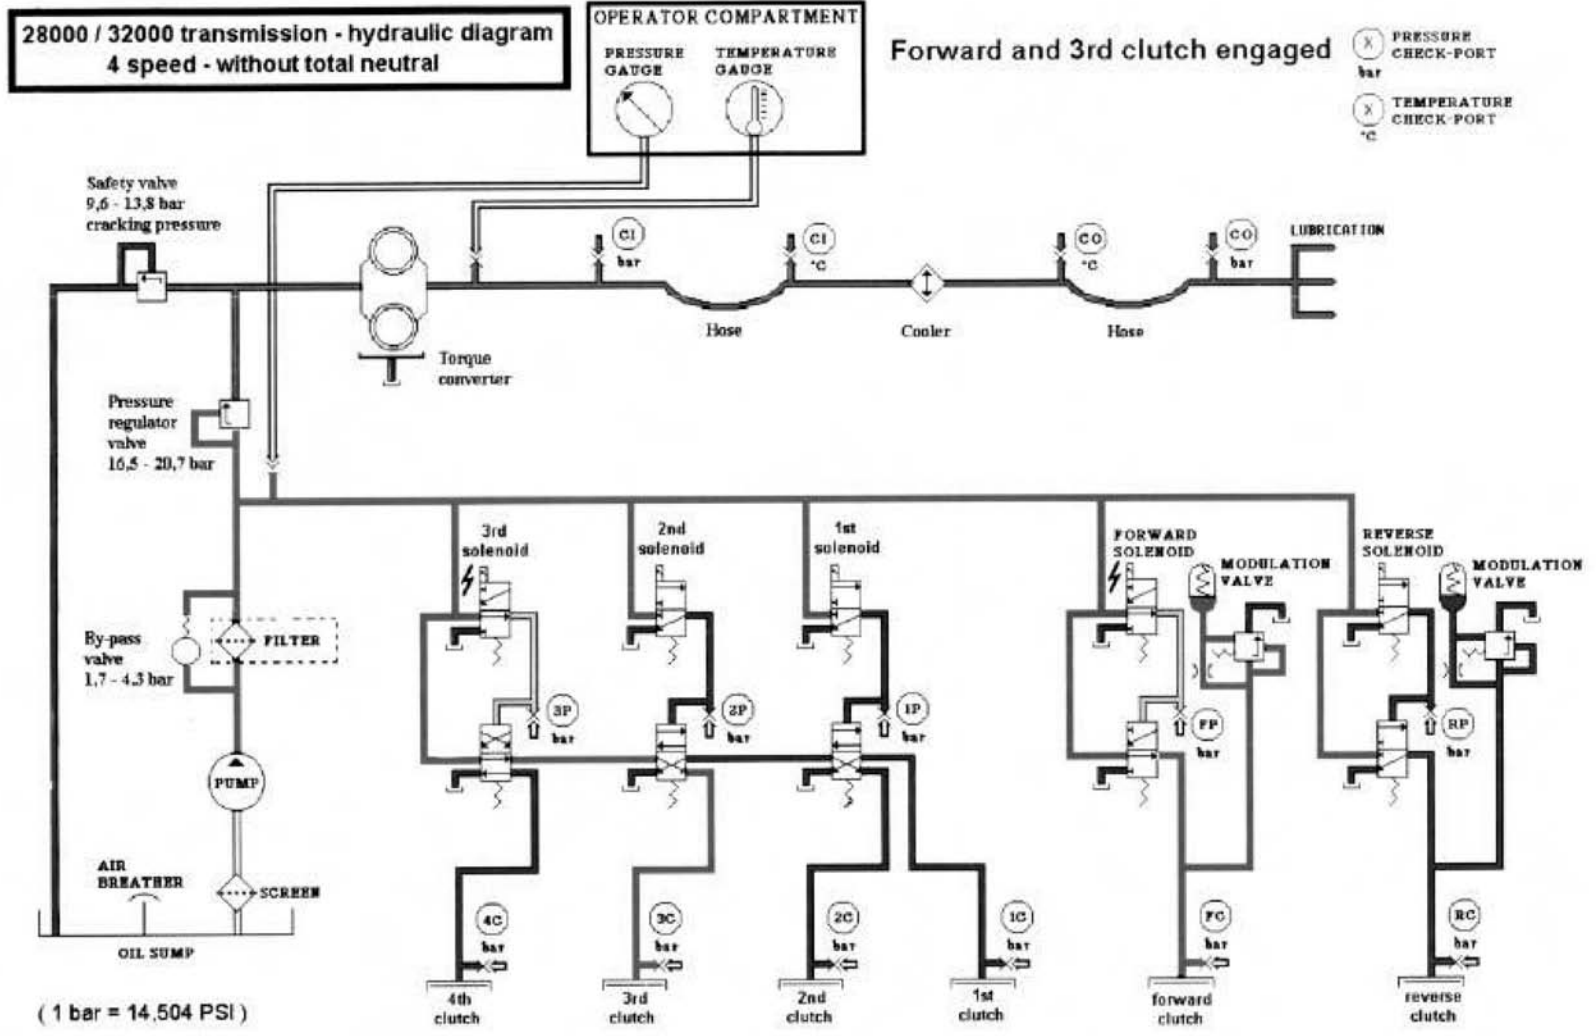 28000 / 32000 transmission - hydraulic diagram
4 speed - without total neutral
OPERATOR COMPARTMENT
PRESSURE
GAUGE
TEMPERATURE
GAUGE
Forward and 3rd clutch engaged
X
PRESSURE
CHECK-PORT
bar
X
TEMPERATURE
CHECK-PORT
°C
Safety valve
9,6 - 13,8 bar
cracking pressure
CI
bar
CI
°C
CO
°C
CO
bar
LUBRICATION
Hose
Cooler
Hose
Torque
converter
Pressure
regulator
valve
16,5 - 20,7 bar
3rd
solenoid
2nd
solenoid
1st
solenoid
FORWARD
SOLENOID
MODULATION
VALVE
REVERSE
SOLENOID
MODULATION
VALVE
By-pass
valve
1,7 - 4,3 bar
FILTER
3P
bar
2P
bar
1P
bar
FP
bar
RP
bar
PUMP
AIR
BREATHER
SCREEN
OIL SUMP
4C
bar
3C
bar
2C
bar
1C
bar
FC
bar
RC
bar
4th
clutch
3rd
clutch
2nd
clutch
1st
clutch
forward
clutch
reverse
clutch
( 1 bar = 14,504 PSI )